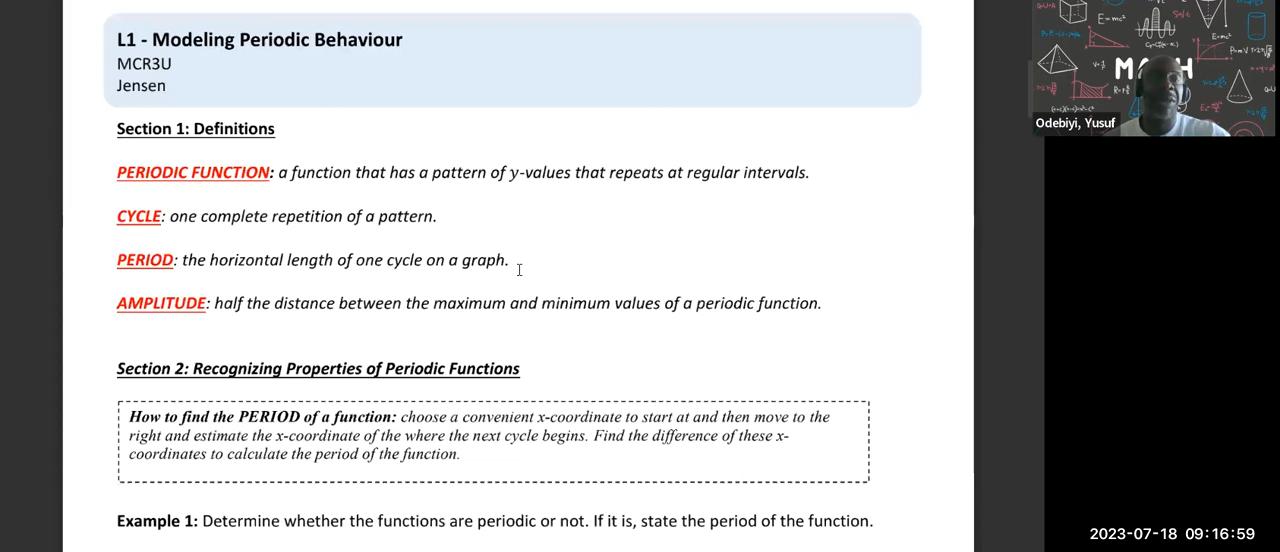 L1 - Modeling Periodic Behaviour
MCR3U
Jensen
Section 1: Definitions
PERIODIC FUNCTION: a function that has a pattern of y-values that repeats at regular intervals.
CYCLE: one complete repetition of a pattern.
PERIOD: the horizontal length of one cycle on a graph.
AMPLITUDE: half the distance between the maximum and minimum values of a periodic function.
Section 2: Recognizing Properties of Periodic Functions
How to find the PERIOD of a function: choose a convenient x-coordinate to start at and then move to the
right and estimate the x-coordinate of the where the next cycle begins. Find the difference of these x-
coordinates to calculate the period of the function.
Example 1: Determine whether the functions are periodic or not. If it is, state the period of the function.
E=mc²
Odebiyi, Yusuf
2023-07-18 09:16:59